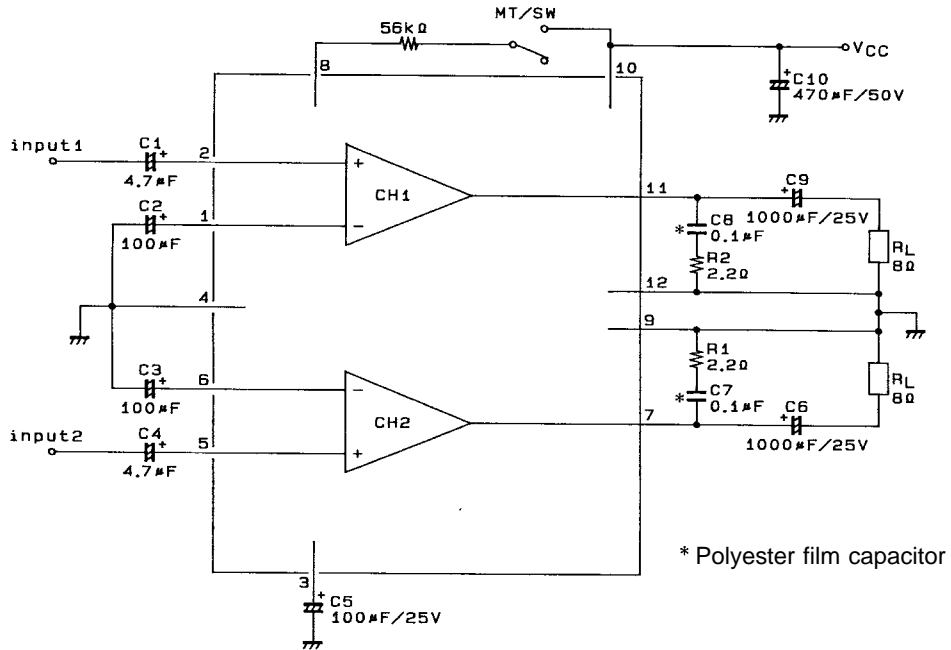 MT/SW
56kΩ
8
10
VCC
+
C10
470μF/50V
input1
C1
+
4.7μF
2
+
CH1
C2
+
100μF
1
−
11
C9
+
1000μF/25V
* C8
0.1μF
R2
2.2Ω
RL
8Ω
4
12
9
C3
+
100μF
6
−
CH2
R1
2.2Ω
* C7
0.1μF
RL
8Ω
input2
C4
+
4.7μF
5
+
7
C6
+
1000μF/25V
3
+
C5
100μF/25V
* Polyester film capacitor